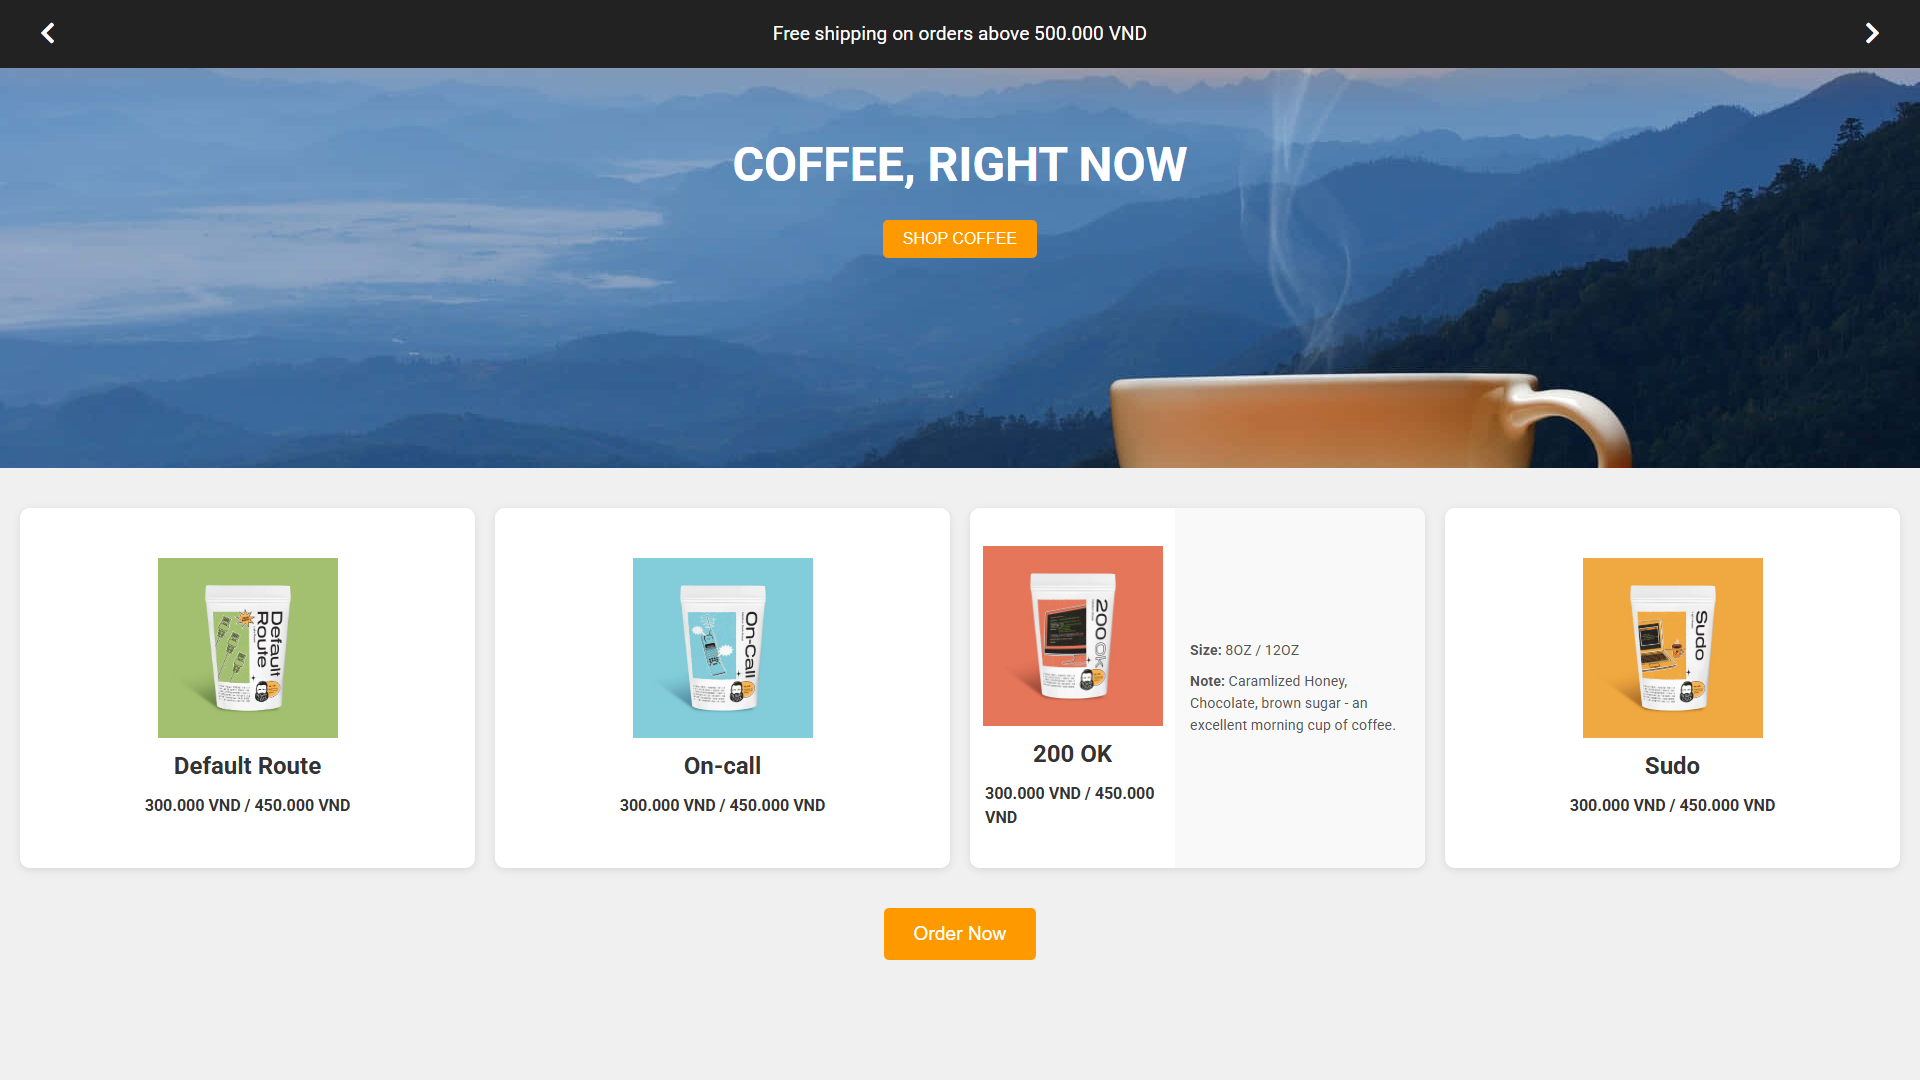 Free shipping on orders above 500.000 VND
COFFEE, RIGHT NOW
SHOP COFFEE
Default
Route
Default Route
300.000 VND / 450.000 VND
On-Call
On-call
300.000 VND / 450.000 VND
200 OK
200 OK
300.000 VND / 450.000
VND
Size: 8OZ / 12OZ
Note: Caramlized Honey,
Chocolate, brown sugar - an
excellent morning cup of coffee.
Sudo
Sudo
300.000 VND / 450.000 VND
Order Now